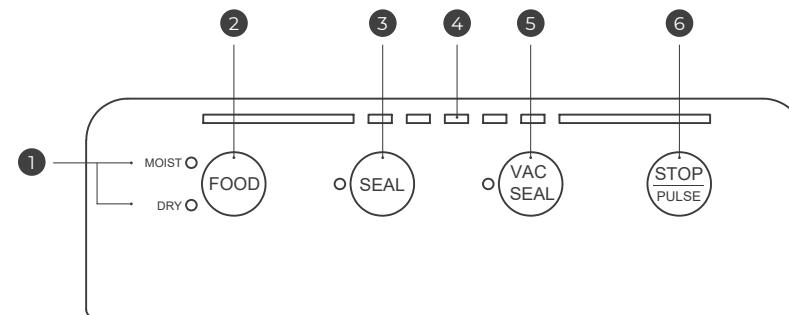 2
3
4
5
6
1
MOIST
DRY
FOOD
SEAL
VAC
SEAL
STOP
PULSE